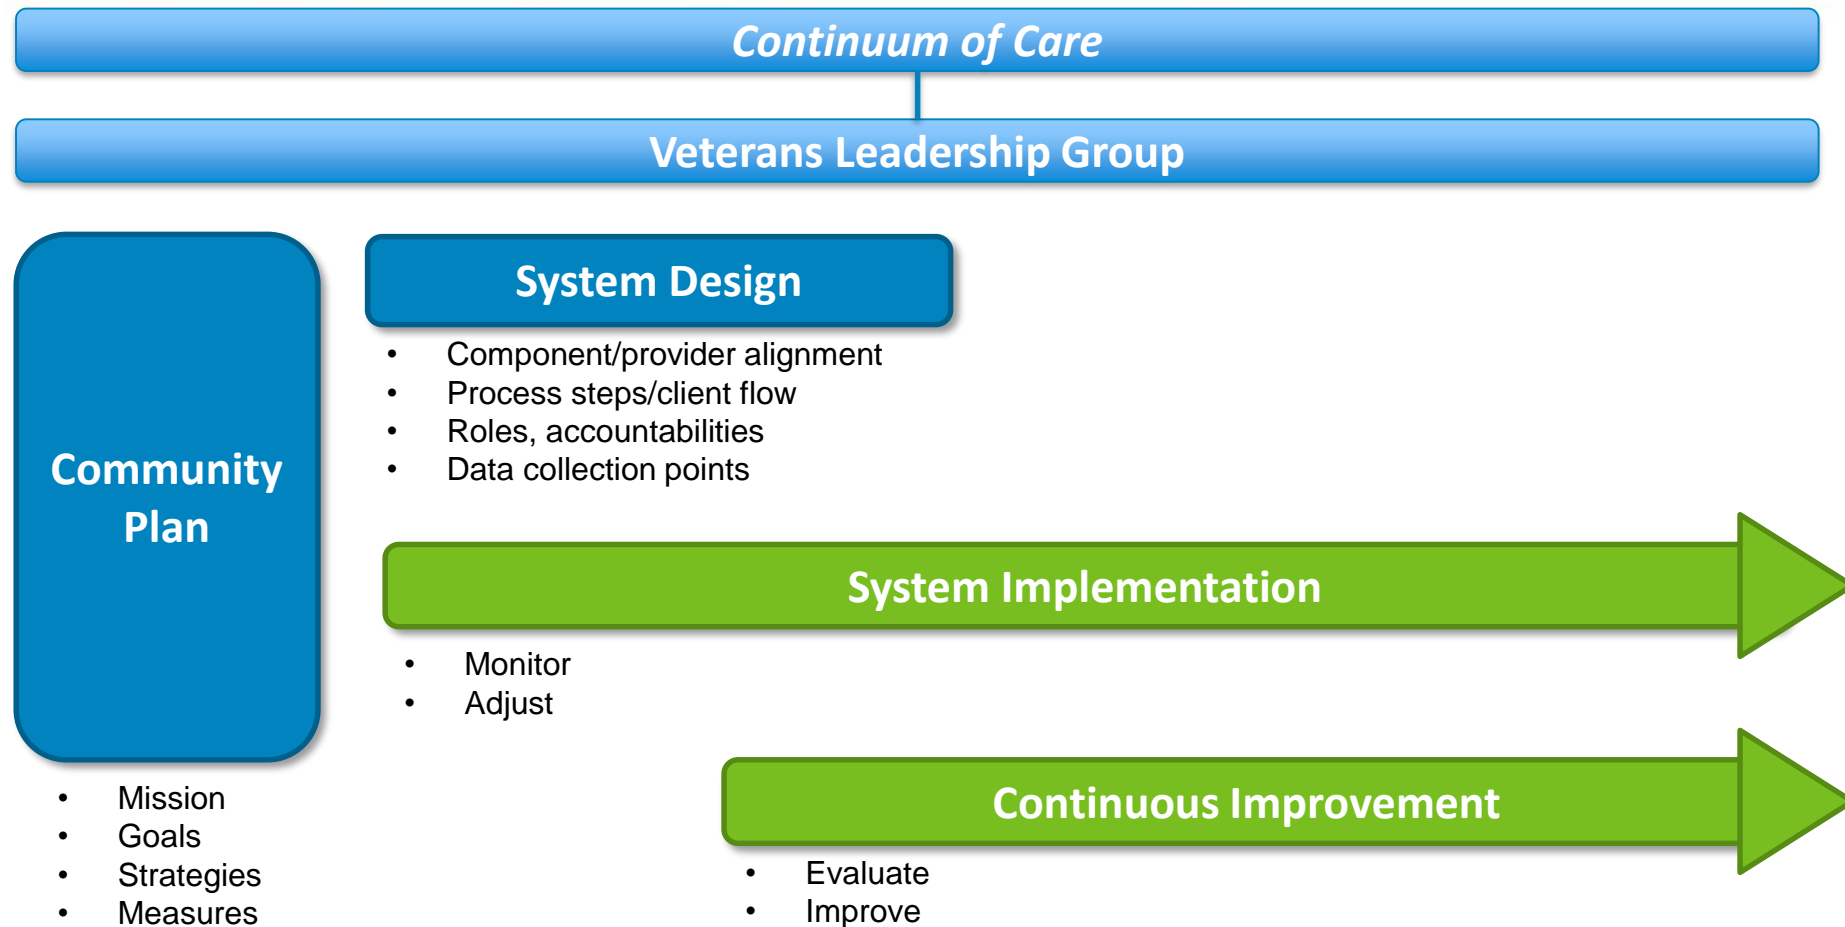 Continuum of Care
Veterans Leadership Group
Community
Plan
• Mission
• Goals
• Strategies
• Measures
System Design
• Component/provider alignment
• Process steps/client flow
• Roles, accountabilities
• Data collection points
System Implementation
• Monitor
• Adjust
Continuous Improvement
• Evaluate
• Improve